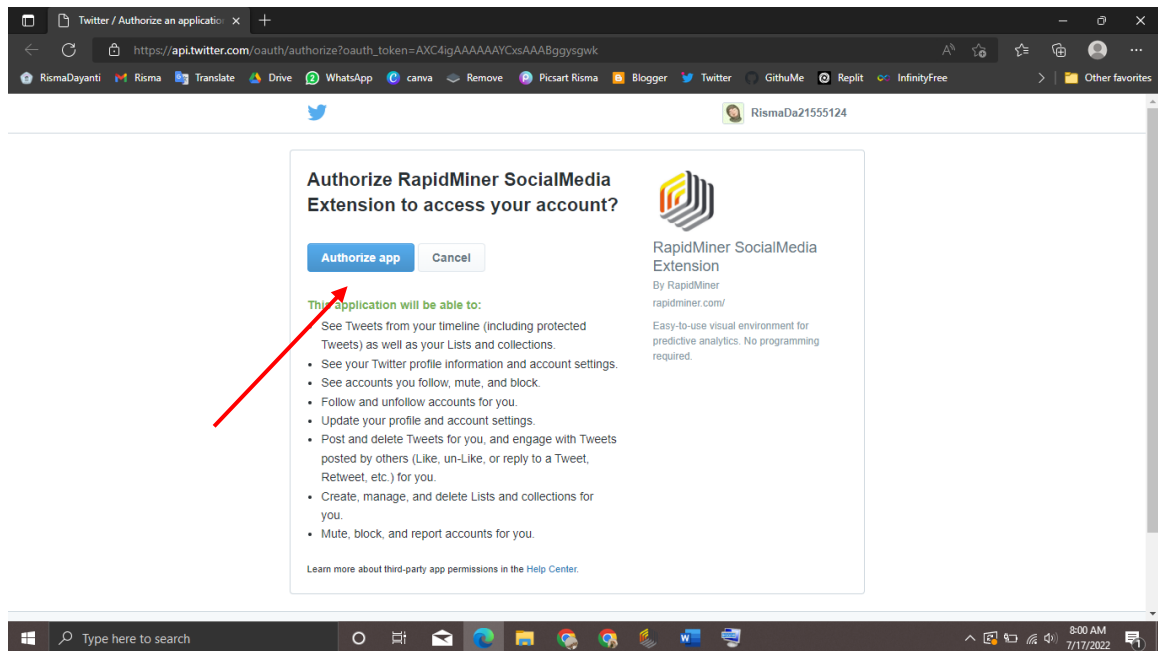 Twitter / Authorize an applicatio
https://api.twitter.com/oauth/authorize?oauth_token=AXC4igAAAAAAYCxsAAABggysgwk
RismaDayanti Risma Translate Drive WhatsApp canva Remove Picsart Risma Blogger Twitter GithuMe Replit InfinityFree Other favorites
RismaDa21555124
Authorize RapidMiner SocialMedia
Extension to access your account?
Authorize app Cancel
This application will be able to:
See Tweets from your timeline (including protected
Tweets) as well as your Lists and collections.
See your Twitter profile information and account settings.
See accounts you follow, mute, and block.
Follow and unfollow accounts for you.
Update your profile and account settings.
Post and delete Tweets for you, and engage with Tweets
posted by others (Like, un-Like, or reply to a Tweet,
Retweet, etc.) for you.
Create, manage, and delete Lists and collections for
you.
Mute, block, and report accounts for you.
Learn more about third-party app permissions in the Help Center.
RapidMiner SocialMedia
Extension
By RapidMiner
rapidminer.com/
Easy-to-use visual environment for
predictive analytics. No programming
required.
Type here to search
8:00 AM
7/17/2022